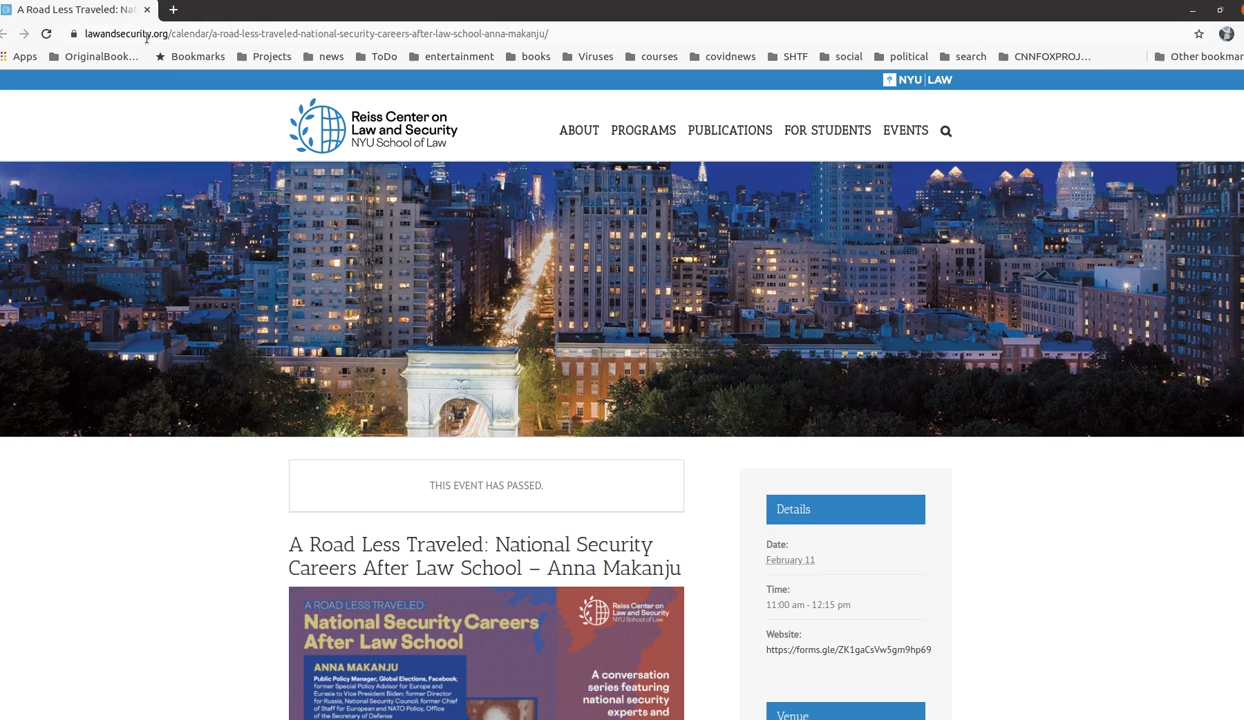 A Road Less Traveled: Nat
lawandsecurity.org/calendar/a-road-less-traveled-national-security-careers-after-law-school-anna-makanju/
Apps OriginalBook… Bookmarks Projects news ToDo entertainment books Viruses courses covidnews SHTF social political search CNNFOXPROJ… Other bookmar
NYU LAW
Reiss Center on
Law and Security
NYU School of Law
ABOUT PROGRAMS PUBLICATIONS FOR STUDENTS EVENTS
THIS EVENT HAS PASSED.
A Road Less Traveled: National Security
Careers After Law School – Anna Makanju
A ROAD LESS TRAVELED:
National Security Careers
After Law School
ANNA MAKANJU
Public Policy Manager, Global Elections, Facebook;
former Special Policy Advisor for Europe and
Eurasia to Vice President Biden; former Director
for Russia, National Security Council; former Chief
of Staff for European and NATO Policy, Office
of the Secretary of Defense
Reiss Center on
Law and Security
NYU School of Law
A conversation
series featuring
national security
experts and
Details
Date:
February 11
Time:
11:00 am - 12:15 pm
Website:
https://forms.gle/ZK1gaCsVw5gm9hp69
Venue